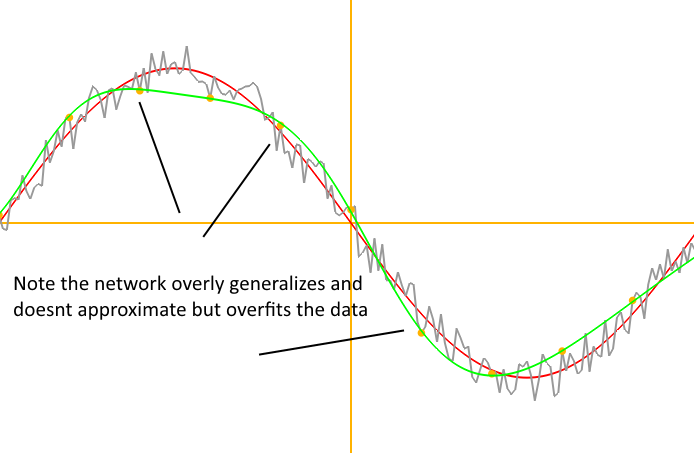 Note the network overly generalizes and
doesnt approximate but overfits the data